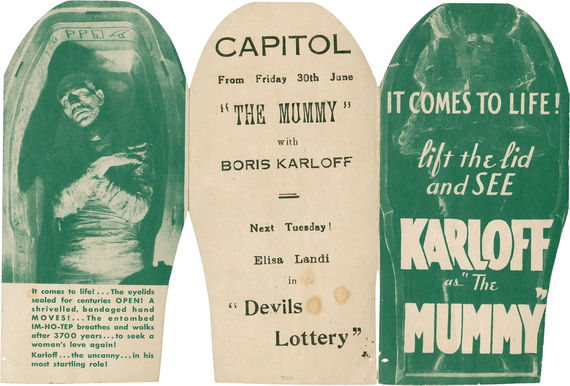 It comes to life!...The eyelids
sealed for centuries OPEN! A
shrivelled, bandaged hand
MOVES!...The entombed
IM-HO-TEP breathes and walks
after 3700 years...to seek a
woman's love again!
Karloff...the uncanny...in his
most startling role!
CAPITOL
From Friday 30th June
"THE MUMMY"
with
BORIS KARLOFF
Next Tuesday!
Elisa Landi
in
"Devils
Lottery"
IT COMES TO LIFE!
lift the lid
and SEE
KARLOFF
as "The
MUMMY"